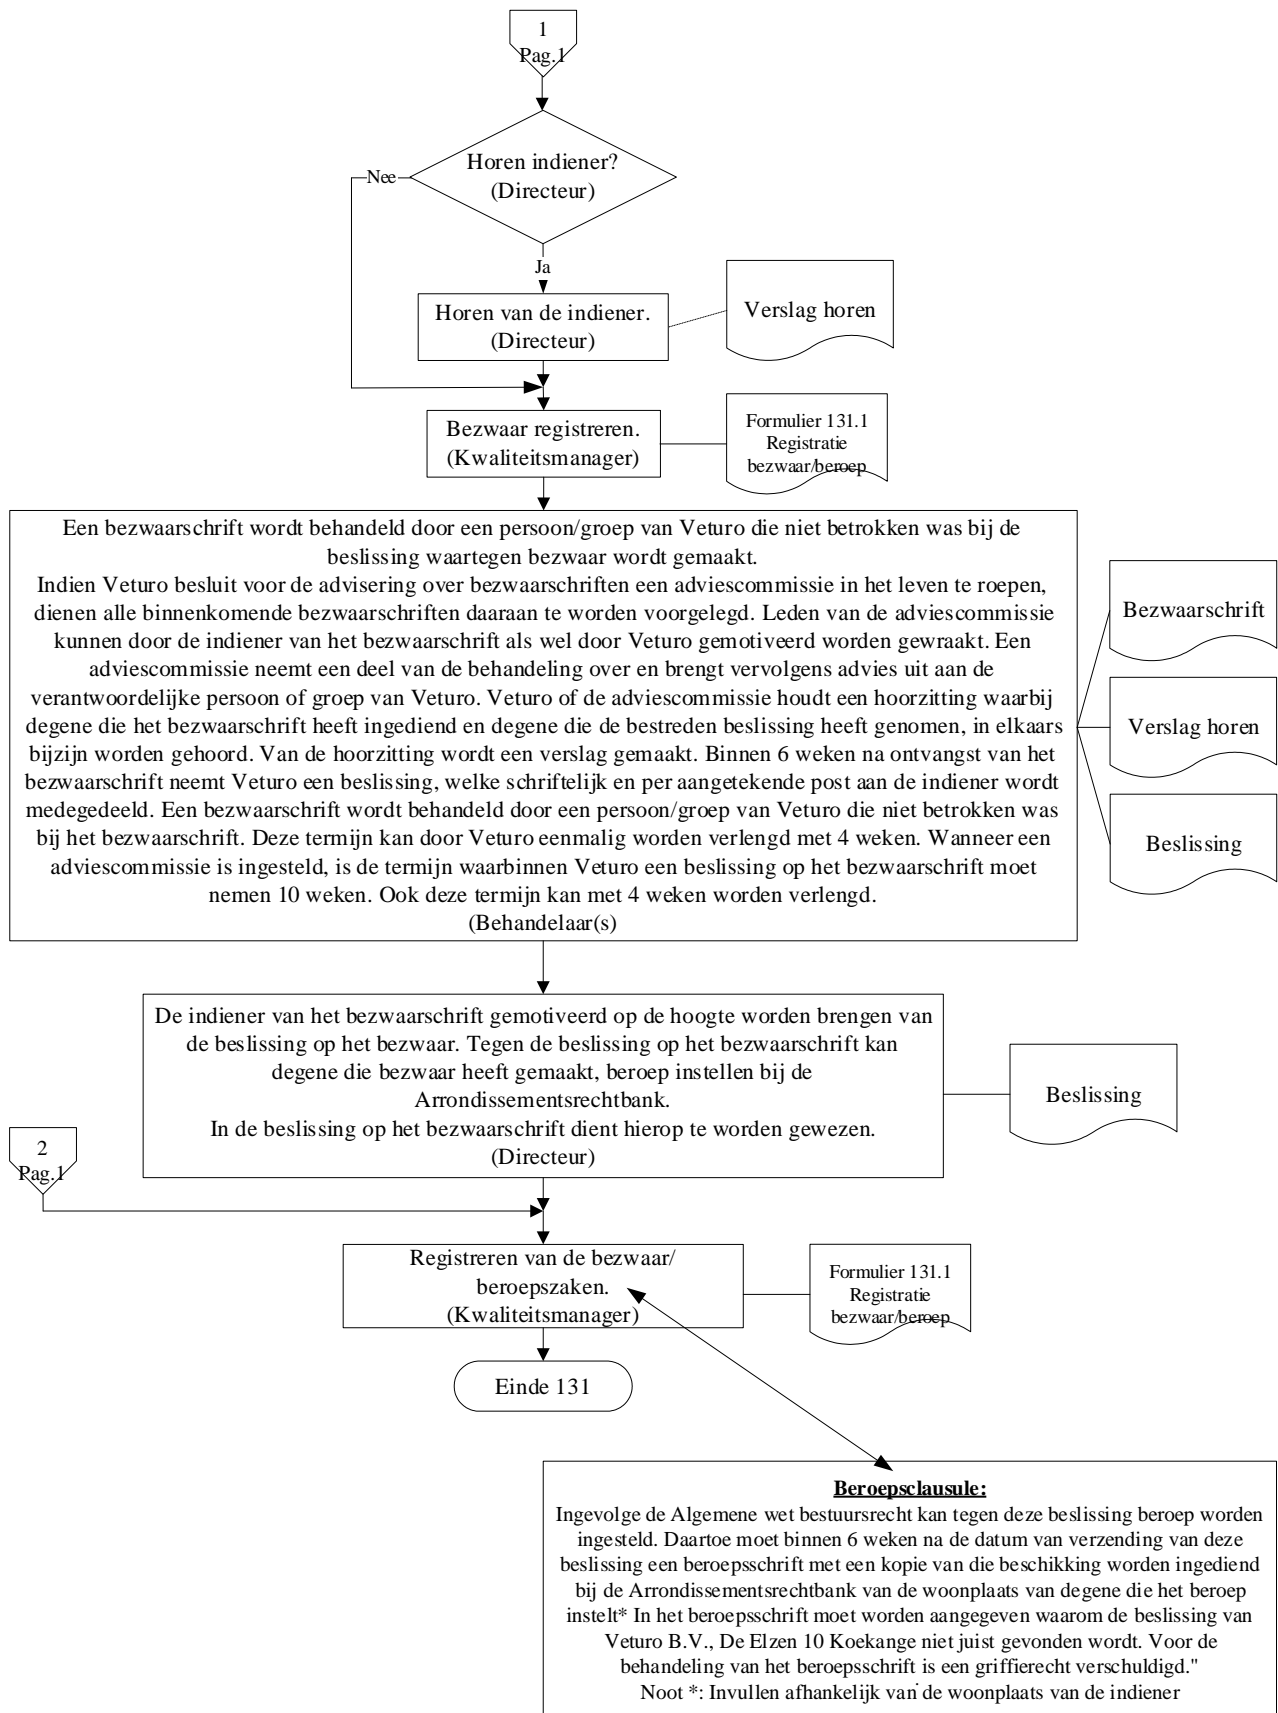 1
Pag.1
Horen indiener?
(Directeur)
Nee
Ja
Horen van de indiener.
(Directeur)
Verslag horen
Bezwaar registreren.
(Kwaliteitsmanager)
Formulier 131.1
Registratie
bezwaar/beroep
Een bezwaarschrift wordt behandeld door een persoon/groep van Veturo die niet betrokken was bij de
beslissing waartegen bezwaar wordt gemaakt.
Indien Veturo besluit voor de advisering over bezwaarschriften een adviescommissie in het leven te roepen,
dienen alle binnenkomende bezwaarschriften daaraan te worden voorgelegd. Leden van de adviescommissie
kunnen door de indiener van het bezwaarschrift als wel door Veturo gemotiveerd worden gewraakt. Een
adviescommissie neemt een deel van de behandeling over en brengt vervolgens advies uit aan de
verantwoordelijke persoon of groep van Veturo. Veturo of de adviescommissie houdt een hoorzitting waarbij
degene die het bezwaarschrift heeft ingediend en degene die de bestreden beslissing heeft genomen, in elkaars
bijzijn worden gehoord. Van de hoorzitting wordt een verslag gemaakt. Binnen 6 weken na ontvangst van het
bezwaarschrift neemt Veturo een beslissing, welke schriftelijk en per aangetekende post aan de indiener wordt
medegedeeld. Een bezwaarschrift wordt behandeld door een persoon/groep van Veturo die niet betrokken was
bij het bezwaarschrift. Deze termijn kan door Veturo eenmalig worden verlengd met 4 weken. Wanneer een
adviescommissie is ingesteld, is de termijn waarbinnen Veturo een beslissing op het bezwaarschrift moet
nemen 10 weken. Ook deze termijn kan met 4 weken worden verlengd.
(Behandelaar(s)
Bezwaarschrift
Verslag horen
Beslissing
De indiener van het bezwaarschrift gemotiveerd op de hoogte worden brengen van
de beslissing op het bezwaar. Tegen de beslissing op het bezwaarschrift kan
degene die bezwaar heeft gemaakt, beroep instellen bij de
Arrondissementsrechtbank.
In de beslissing op het bezwaarschrift dient hierop te worden gewezen.
(Directeur)
Beslissing
2
Pag.1
Registreren van de bezwaar/
beroepszaken.
(Kwaliteitsmanager)
Formulier 131.1
Registratie
bezwaar/beroep
Einde 131
Beroepsclausule:
Ingevolge de Algemene wet bestuursrecht kan tegen deze beslissing beroep worden
ingesteld. Daartoe moet binnen 6 weken na de datum van verzending van deze
beslissing een beroepsschrift met een kopie van die beschikking worden ingediend
bij de Arrondissementsrechtbank van de woonplaats van degene die het beroep
instelt* In het beroepsschrift moet worden aangegeven waarom de beslissing van
Veturo B.V., De Elzen 10 Koekange niet juist gevonden wordt. Voor de
behandeling van het beroepsschrift is een griffierecht verschuldigd."
Noot *: Invullen afhankelijk van de woonplaats van de indiener